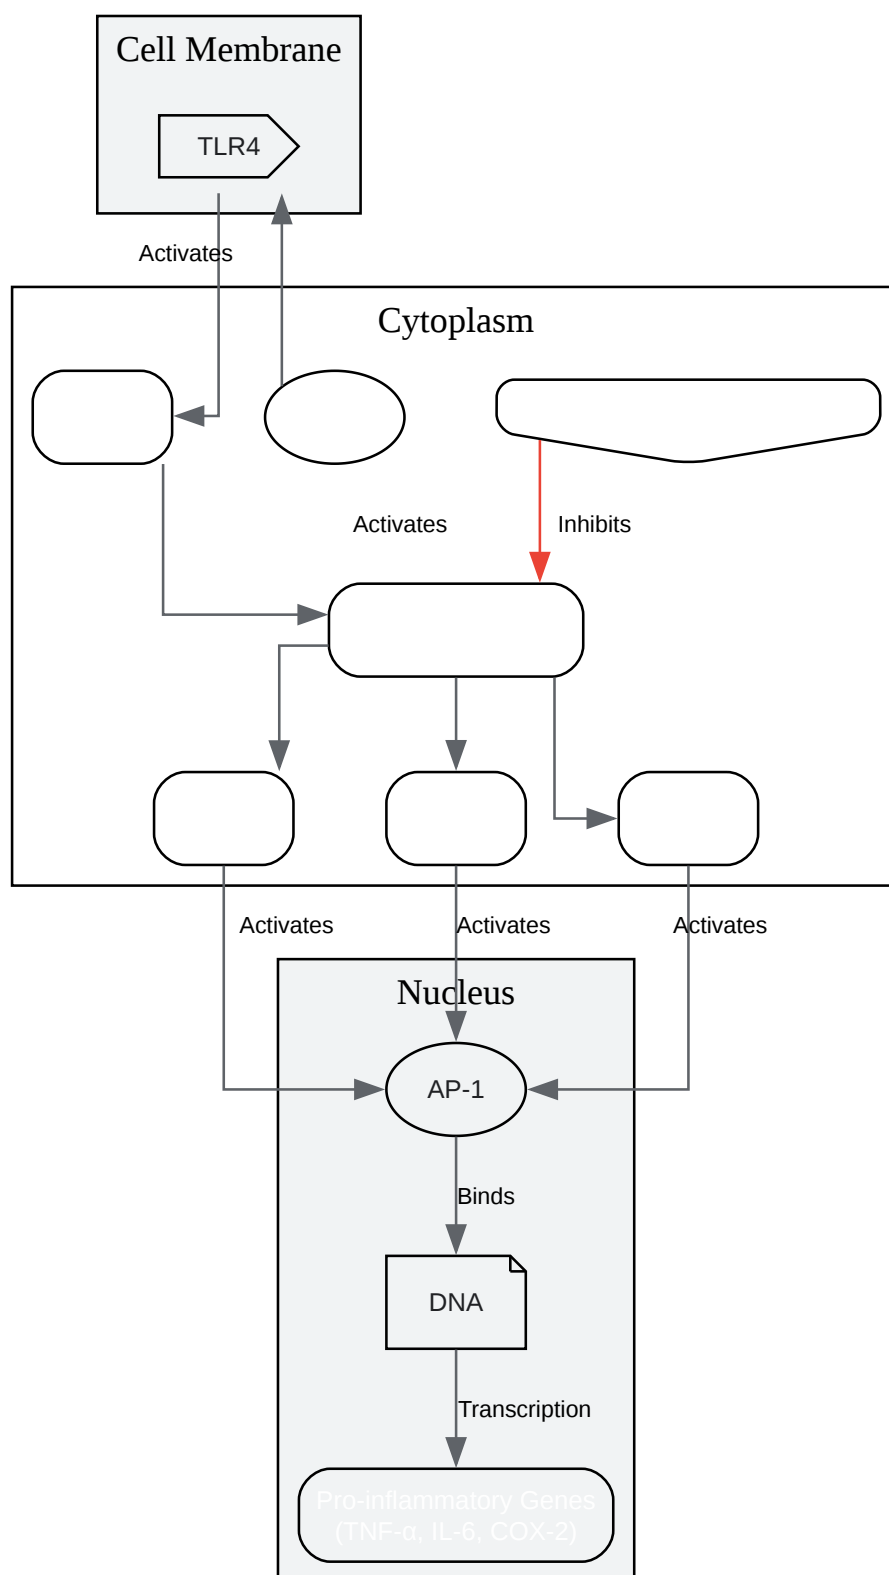 Cell Membrane
TLR4
Activates
Cytoplasm
Activates
Inhibits
Activates
Activates
Activates
Nucleus
AP-1
Binds
DNA
Transcription
Pro-inflammatory Genes
(TNF-α, IL-6, COX-2)